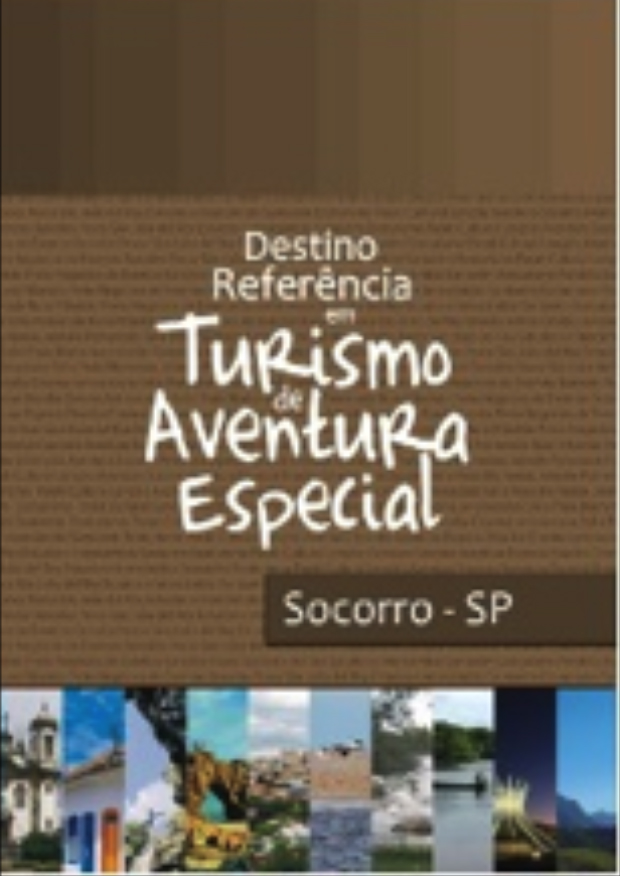 Destino
Referência
em
Turismo
de
Aventura
Especial
Socorro - SP